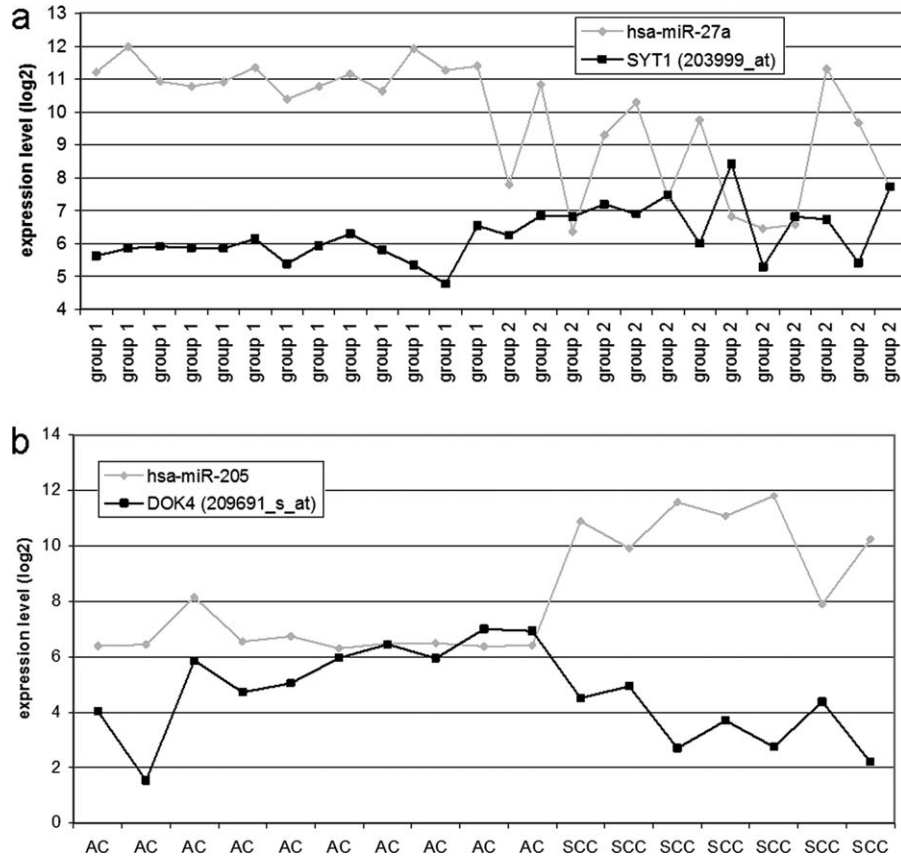 a
hsa-miR-27a
SYT1 (203999_at)
expression level (log2)
13
12
11
10
9
8
7
6
5
4
group 1
group 1
group 1
group 1
group 1
group 1
group 1
group 1
group 1
group 1
group 1
group 1
group 1
group 2
group 2
group 2
group 2
group 2
group 2
group 2
group 2
group 2
group 2
group 2
group 2
group 2
b
hsa-miR-205
DOK4 (209691_s_at)
expression level (log2)
14
12
10
8
6
4
2
0
AC AC AC AC AC AC AC AC AC AC SCC SCC SCC SCC SCC SCC SCC